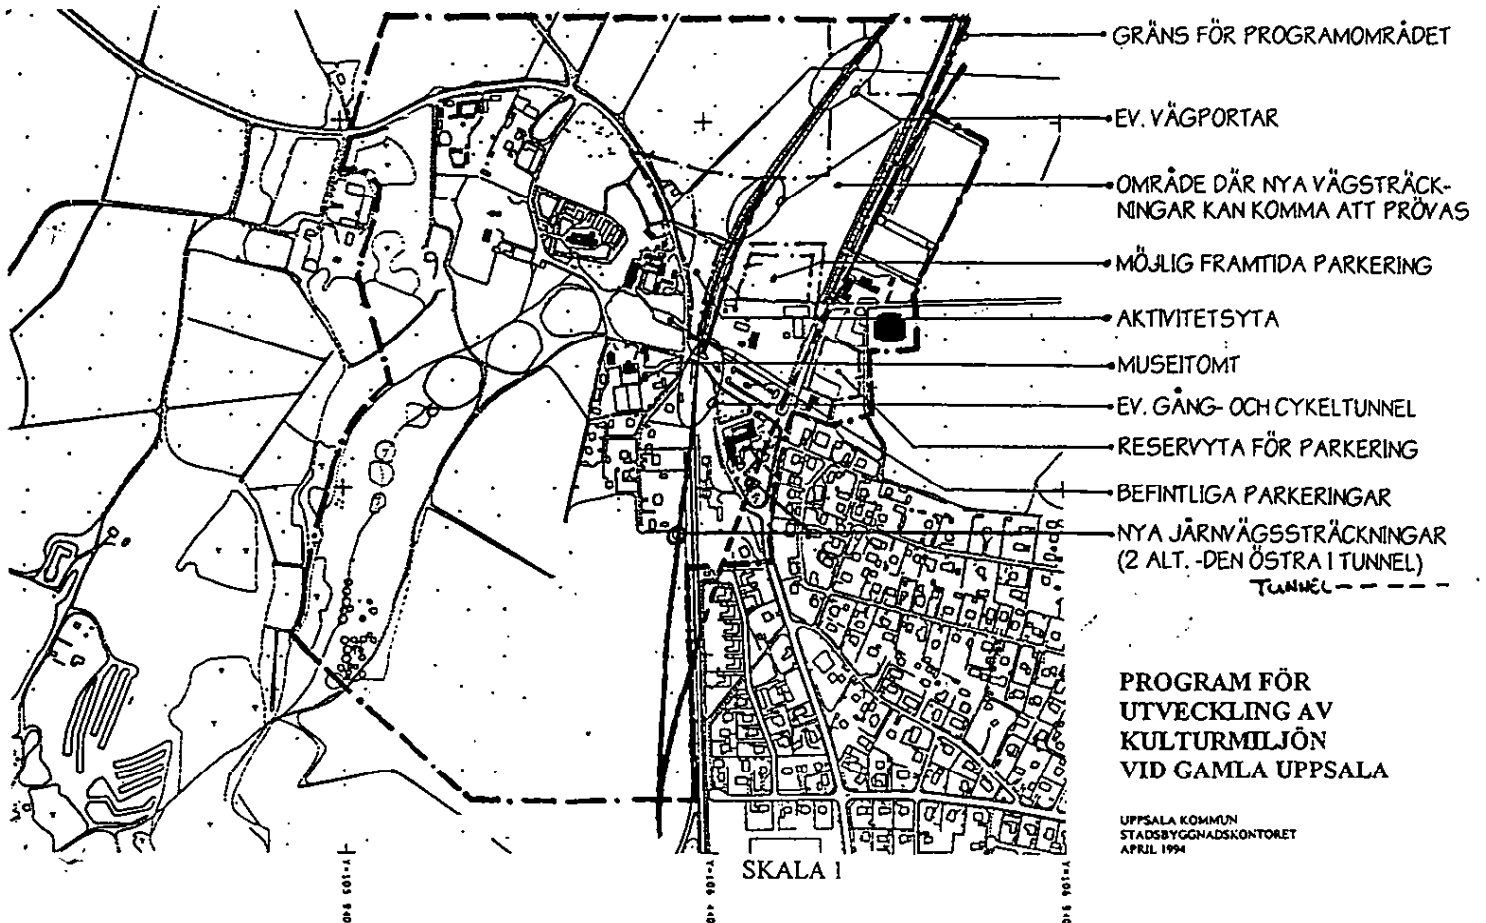 GRÄNS FÖR PROGRAMOMRÅDET
EV. VÄGPORTAR
OMRÅDE DÄR NYA VÄGSTRÄCK-
NINGAR KAN KOMMA ATT PRÖVAS
MÖJLIG FRAMTIDA PARKERING
AKTIVITETSYTA
MUSEITOMT
EV. GÅNG- OCH CYKELTUNNEL
RESERVYTA FÖR PARKERING
BEFINTLIGA PARKERINGAR
NYA JÄRNVÄGSSTRÄCKNINGAR
(2 ALT. -DEN ÖSTRA I TUNNEL)
TUNNEL
PROGRAM FÖR
UTVECKLING AV
KULTURMILJÖN
VID GAMLA UPPSALA
UPPSALA KOMMUN
STADSBYGGNADSKONTORET
APRIL 1994
SKALA 1